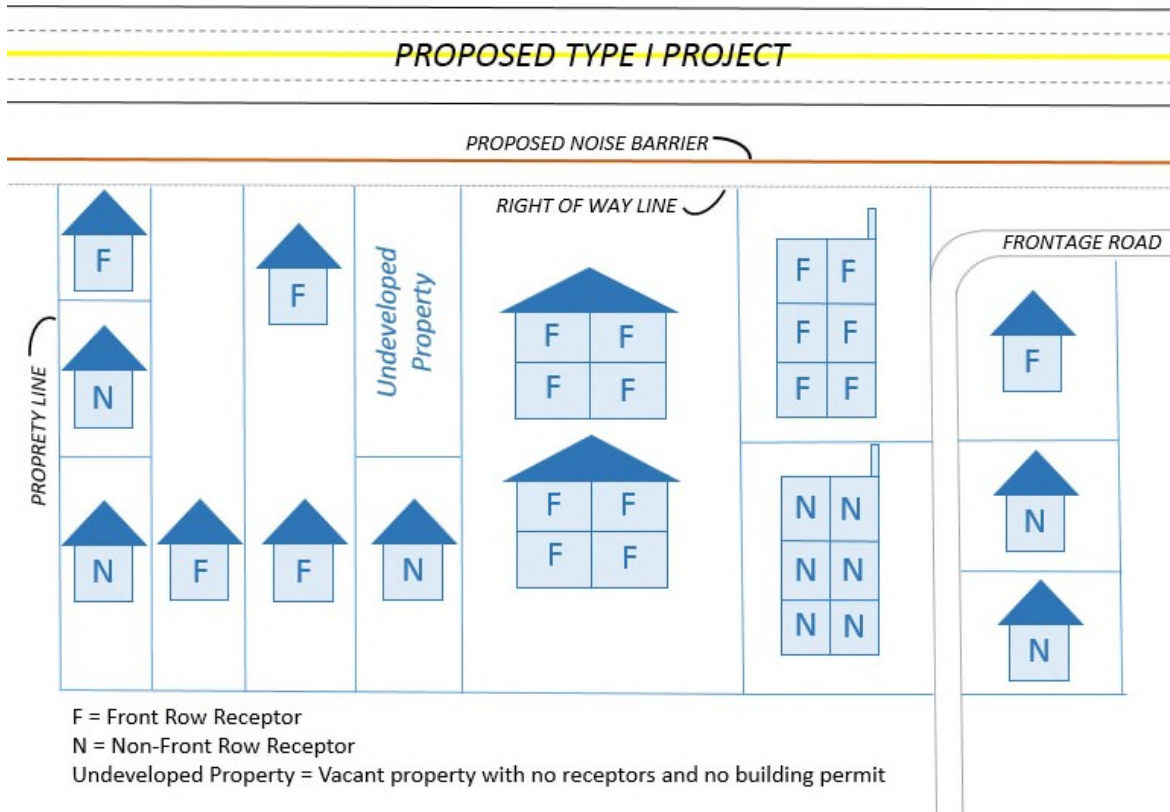 PROPOSED TYPE I PROJECT
PROPOSED NOISE BARRIER
RIGHT OF WAY LINE
FRONTAGE ROAD
PROPRETY LINE
Undeveloped
Property
F
F
F F
F F
F F
F F
F F
F
N
F F
F F
N
N
F
F
N
N N
N N
N N
N
N
F = Front Row Receptor
N = Non-Front Row Receptor
Undeveloped Property = Vacant property with no receptors and no building permit